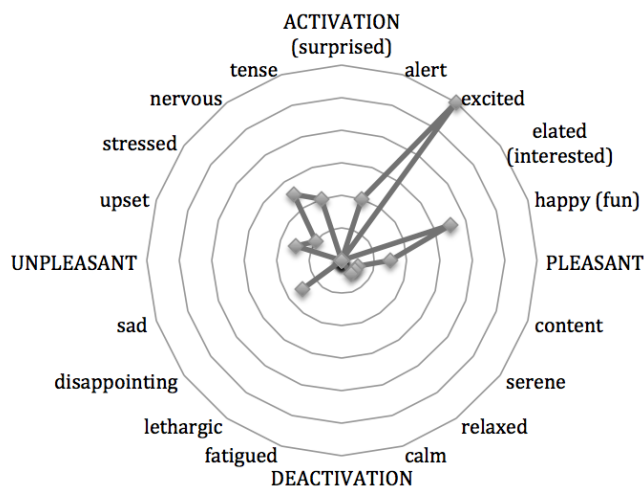 ACTIVATION
(surprised)
tense
alert
nervous
excited
stressed
elated
(interested)
upset
happy (fun)
UNPLEASANT
PLEASANT
sad
content
disappointing
serene
lethargic
relaxed
fatigued
calm
DEACTIVATION